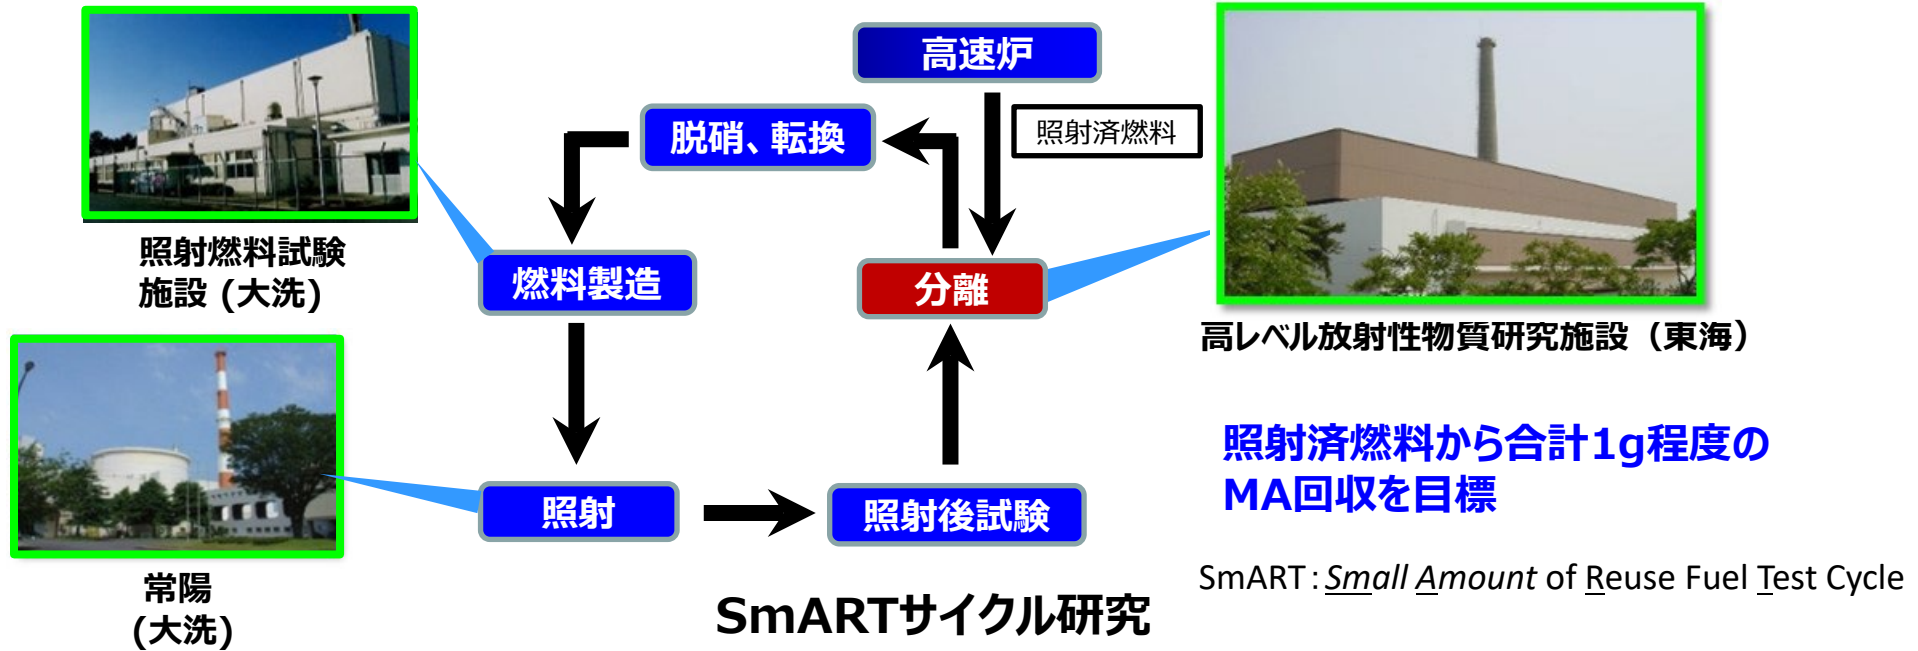 高速炉
照射済燃料
脱硝、転換
照射燃料試験
施設 (大洗)
燃料製造
分離
高レベル放射性物質研究施設（東海）
照射済燃料から合計1g程度の
MA回収を目標
照射
照射後試験
常陽
(大洗)
SmARTサイクル研究
SmART：Small Amount of Reuse Fuel Test Cycle